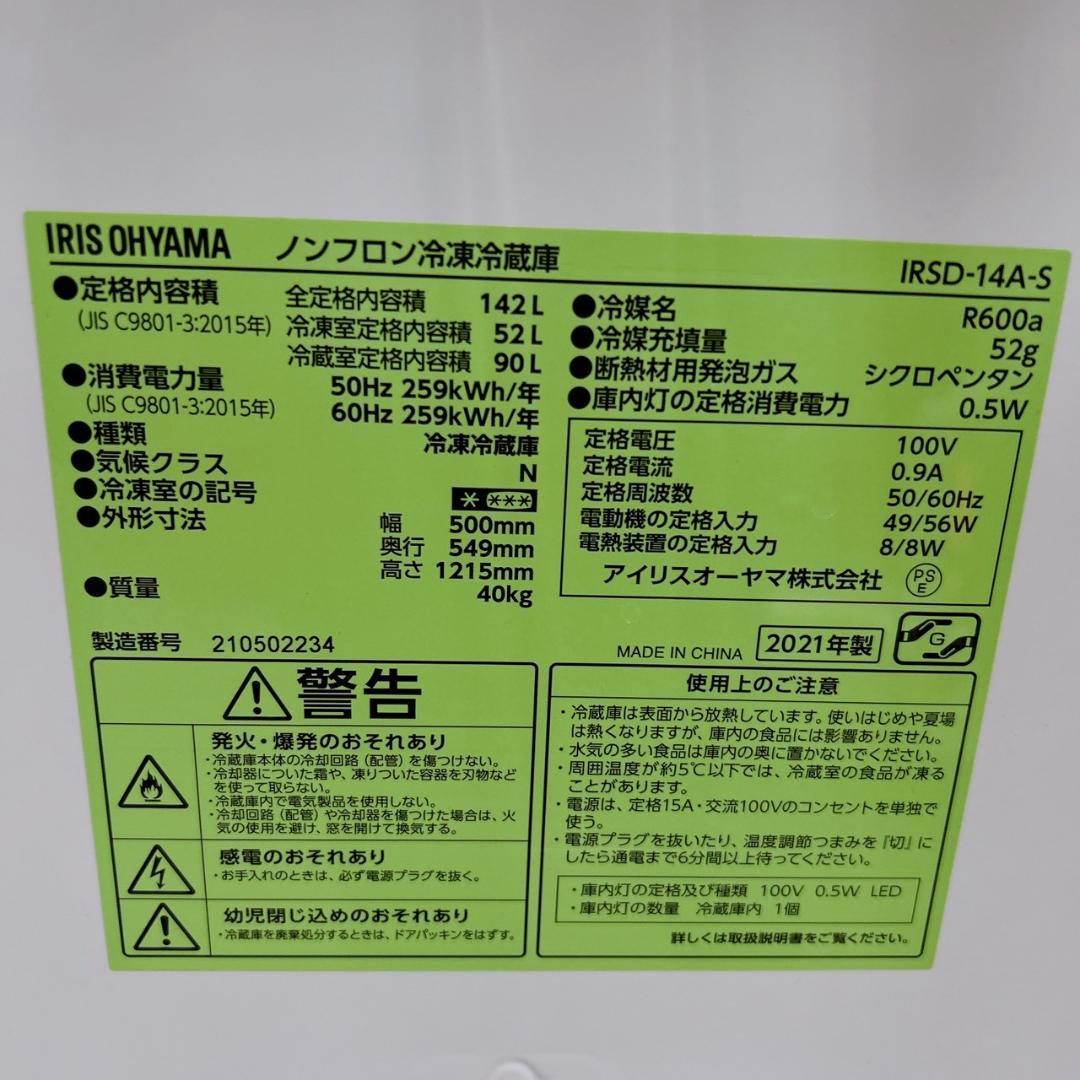 IRIS OHYAMA ノンフロン冷凍冷蔵庫 IRSD-14A-S
●定格内容積 全定格内容積 142L
(JIS C9801-3:2015年) 冷凍室定格内容積 52L
冷蔵室定格内容積 90L
●消費電力量 50Hz 259kWh/年
(JIS C9801-3:2015年) 60Hz 259kWh/年
●種類 冷凍冷蔵庫
●気候クラス N
●冷凍室の記号
●外形寸法 幅 500mm
奥行 549mm
高さ 1215mm
●質量 40kg
●冷媒名 R600a
●冷媒充填量 52g
●断熱材用発泡ガス シクロペンタン
●庫内灯の定格消費電力 0.5W
定格電圧 100V
定格電流 0.9A
定格周波数 50/60Hz
電動機の定格入力 49/56W
電熱装置の定格入力 8/8W
アイリスオーヤマ株式会社 PS
E
製造番号 210502234
MADE IN CHINA 2021年製 G
警告
発火・爆発のおそれあり
・冷蔵庫本体の冷却回路（配管）を傷つけない。
・冷却器についた霜や、凍りついた容器を刃物など
を使って取らない。
・冷蔵庫内で電気製品を使用しない。
・冷却回路（配管）や冷却器を傷つけた場合は、火
気の使用を避け、窓を開けて換気する。
感電のおそれあり
・お手入れのときは、必ず電源プラグを抜く。
幼児閉じ込めのおそれあり
・冷蔵庫を廃棄処分するときは、ドアパッキンをはずす。
使用上のご注意
・冷蔵庫は表面から放熱しています。使いはじめや夏場
は熱くなりますが、庫内の食品には影響ありません。
・水気の多い食品は庫内の奥に置かないでください。
・周囲温度が約5℃以下では、冷蔵室の食品が凍る
ことがあります。
・電源は、定格15A・交流100Vのコンセントを単独で
使う。
・電源プラグを抜いたり、温度調節つまみを『切』に
したら通電まで6分間以上待ってください。
・庫内灯の定格及び種類 100V 0.5W LED
・庫内灯の数量 冷蔵庫内 1個
詳しくは取扱説明書をご覧ください。